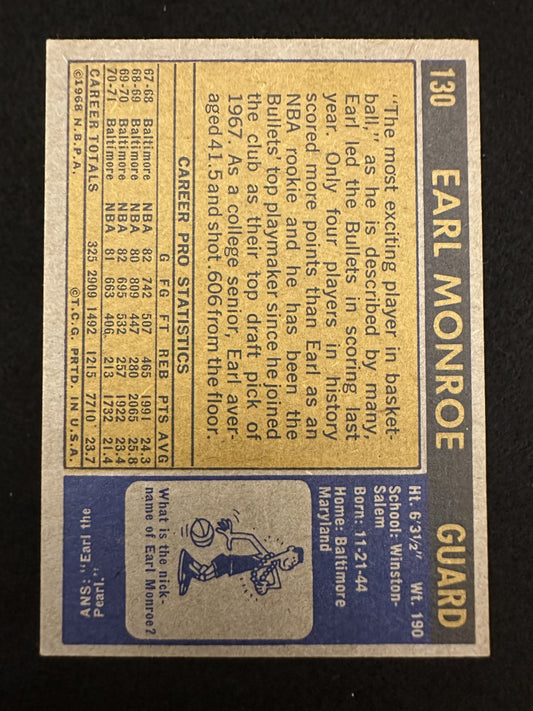 130 EARL MONROE GUARD
"The most exciting player in basket-
ball," as he is described by many,
Earl led the Bullets in scoring last
year. Only four players in history
scored more points than Earl as an
NBA rookie and he has been the
Bullets' top playmaker since he joined
the club as their top draft pick of
1967. As a college senior, Earl aver-
aged 41.5 and shot .606 from the floor.
CAREER PRO STATISTICS
G FG FT REB PTS AVG
67-68 Baltimore NBA 82 742 507 465 1991 24.3
68-69 Baltimore NBA 80 809 447 280 2065 25.8
69-70 Baltimore NBA 82 695 532 257 1922 23.4
70-71 Baltimore NBA 81 663 406 213 1732 21.4
CAREER TOTALS 325 2909 1492 1215 7710 23.7
©1968 N.B.P.A. ©T.C.G. PRTD. IN U.S.A.
Ht. 6'3½" Wt. 190
School: Winston-
Salem
Born: 11-21-44
Home: Baltimore
Maryland
What is the nick-
name of Earl Monroe?
ANS: "Earl the
Pearl."